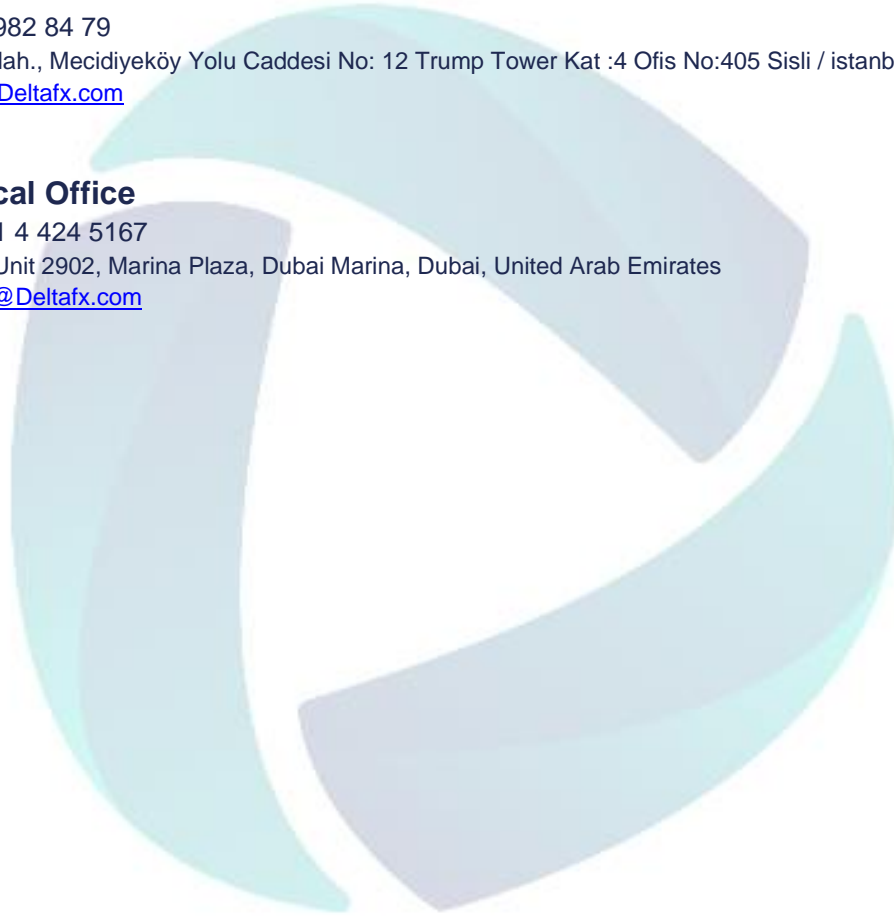 982 84 79
lah., Mecidiyeköy Yolu Caddesi No: 12 Trump Tower Kat :4 Ofis No:405 Sisli / istanb
Deltafx.com
cal Office
1 4 424 5167
Unit 2902, Marina Plaza, Dubai Marina, Dubai, United Arab Emirates
@Deltafx.com